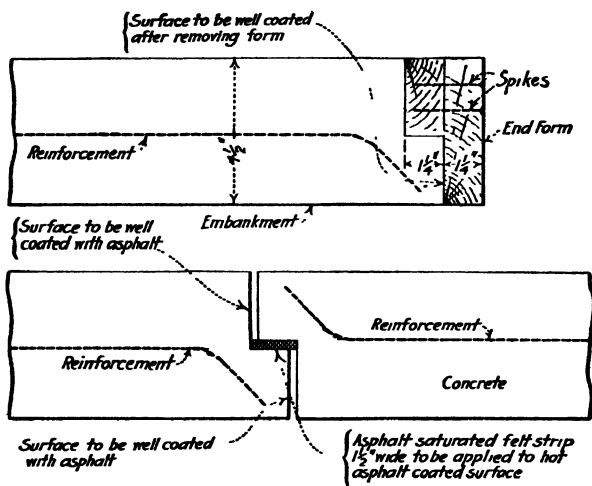 Surface to be well coated
after removing form
Spikes
End form
Reinforcement
4½"
1¼"
1¼"
Embankment
Surface to be well
coated with asphalt
Reinforcement
Reinforcement
Concrete
Surface to be well coated
with asphalt
Asphalt saturated felt strip
1½" wide to be applied to hot
asphalt coated surface